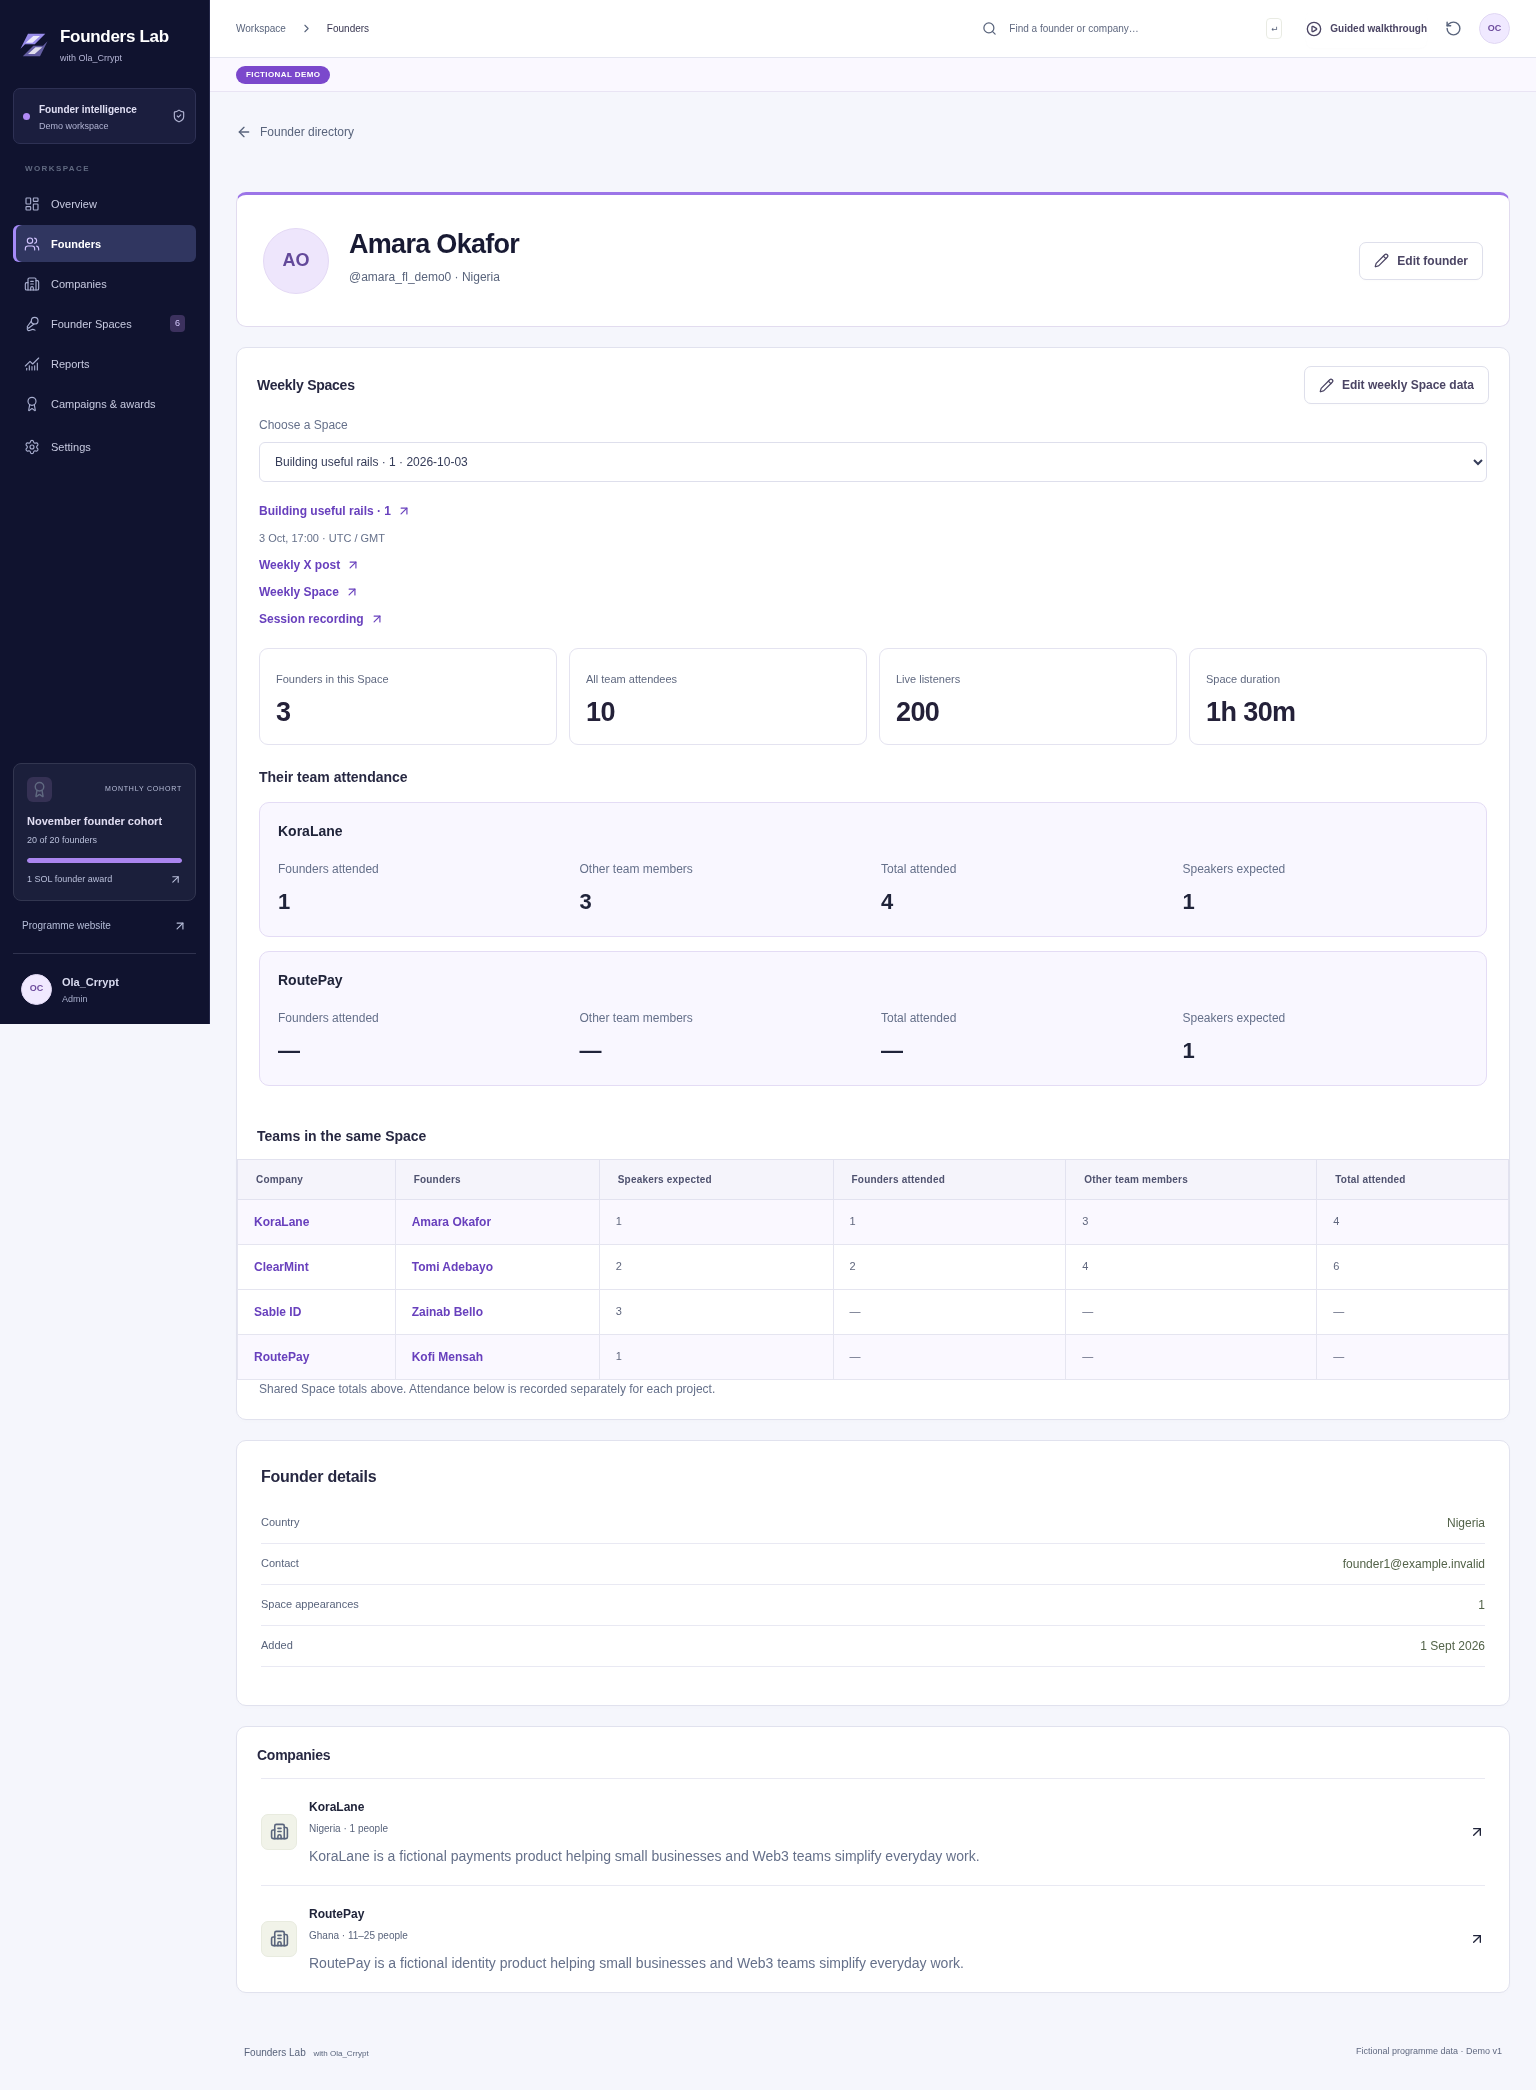 Founders Lab
with Ola_Crrypt
Founder intelligence
Demo workspace
WORKSPACE
Overview
Founders
Companies
Founder Spaces 6
Reports
Campaigns & awards
Settings
MONTHLY COHORT
November founder cohort
20 of 20 founders
1 SOL founder award
Programme website
OC
Ola_Crrypt
Admin
Workspace Founders
Find a founder or company…
↵
Guided walkthrough
OC
FICTIONAL DEMO
Founder directory
AO
Amara Okafor
@amara_fl_demo0 · Nigeria
Edit founder
Weekly Spaces
Edit weekly Space data
Choose a Space
Building useful rails · 1 · 2026-10-03
Building useful rails · 1
3 Oct, 17:00 · UTC / GMT
Weekly X post
Weekly Space
Session recording
Founders in this Space
3
All team attendees
10
Live listeners
200
Space duration
1h 30m
Their team attendance
KoraLane
Founders attended Other team members Total attended Speakers expected
1 3 4 1
RoutePay
Founders attended Other team members Total attended Speakers expected
— — — 1
Teams in the same Space
Company Founders Speakers expected Founders attended Other team members Total attended
KoraLane Amara Okafor 1 1 3 4
ClearMint Tomi Adebayo 2 2 4 6
Sable ID Zainab Bello 3 — — —
RoutePay Kofi Mensah 1 — — —
Shared Space totals above. Attendance below is recorded separately for each project.
Founder details
Country Nigeria
Contact founder1@example.invalid
Space appearances 1
Added 1 Sept 2026
Companies
KoraLane
Nigeria · 1 people
KoraLane is a fictional payments product helping small businesses and Web3 teams simplify everyday work.
RoutePay
Ghana · 11–25 people
RoutePay is a fictional identity product helping small businesses and Web3 teams simplify everyday work.
Founders Lab with Ola_Crrypt
Fictional programme data · Demo v1